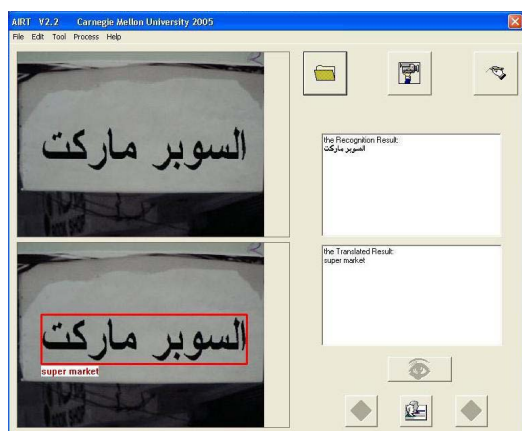 AIRT V2.2 Carnegie Mellon University 2005
File Edit Tool Process Help
السوبر ماركت
the Recognition Result:
السوبر ماركت
the Translated Result:
super market
السوبر ماركت
super market